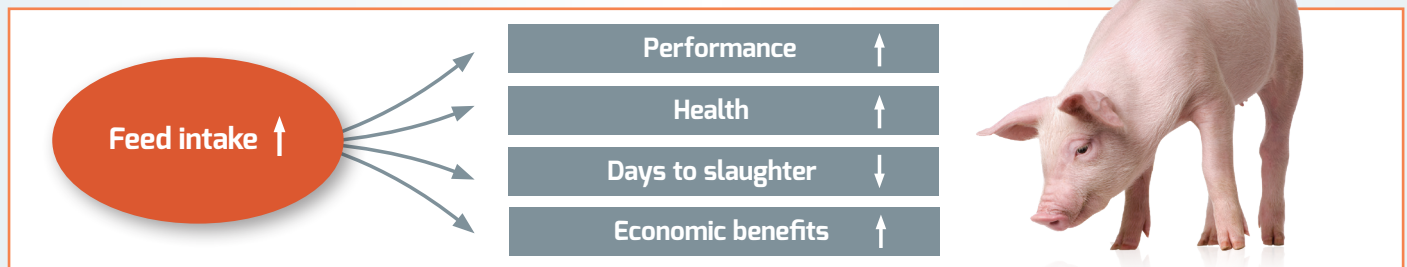 Feed intake ↑
Performance ↑
Health ↑
Days to slaughter ↓
Economic benefits ↑